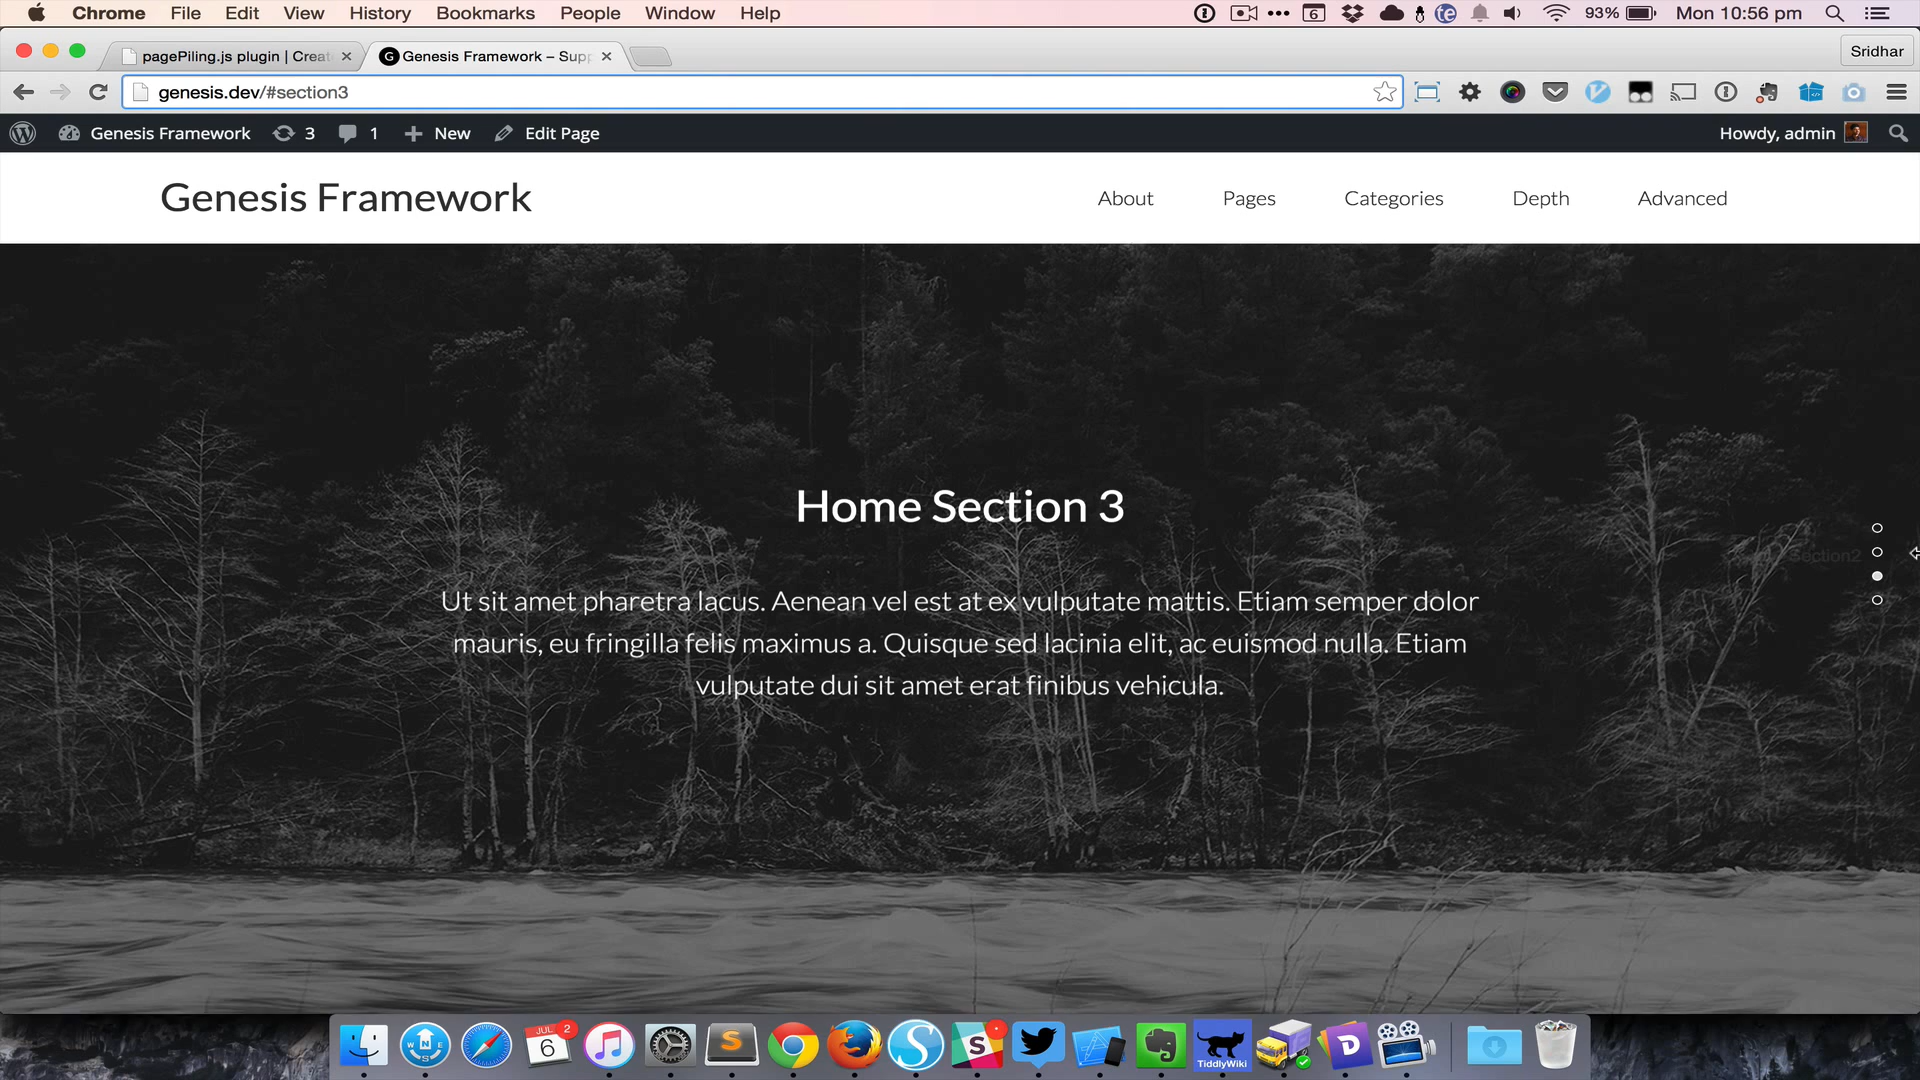 Chrome File Edit View History Bookmarks People Window Help 6 te 93% Mon 10:56 pm
pagePiling.js plugin | Creat Genesis Framework – Supp Sridhar
genesis.dev/#section3
Genesis Framework 3 1 New Edit Page Howdy, admin
Genesis Framework About Pages Categories Depth Advanced
Home Section 3
Section2
Ut sit amet pharetra lacus. Aenean vel est at ex vulputate mattis. Etiam semper dolor
mauris, eu fringilla felis maximus a. Quisque sed lacinia elit, ac euismod nulla. Etiam
vulputate dui sit amet erat finibus vehicula.
JUL 2
6
TiddlyWiki